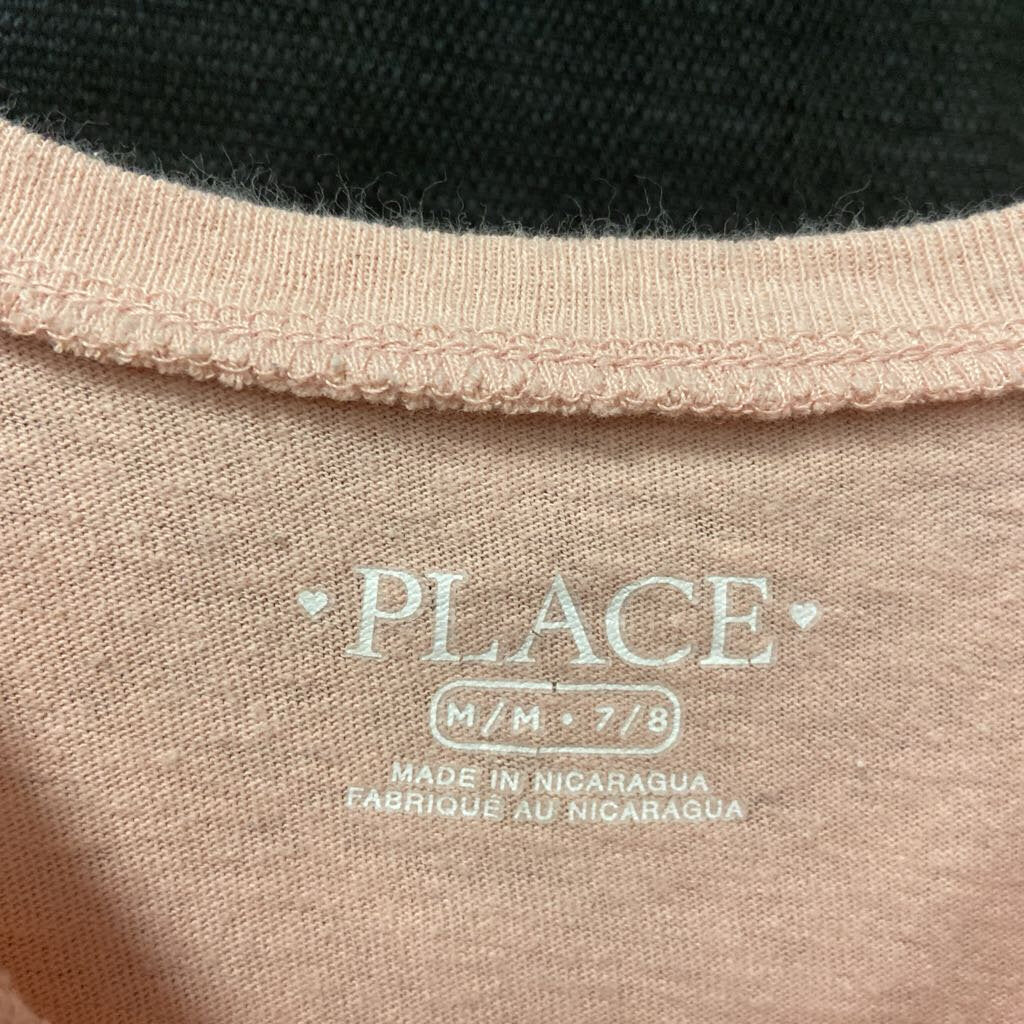 ♥ PLACE ♥
M/M • 7/8
MADE IN NICARAGUA
FABRIQUÉ AU NICARAGUA